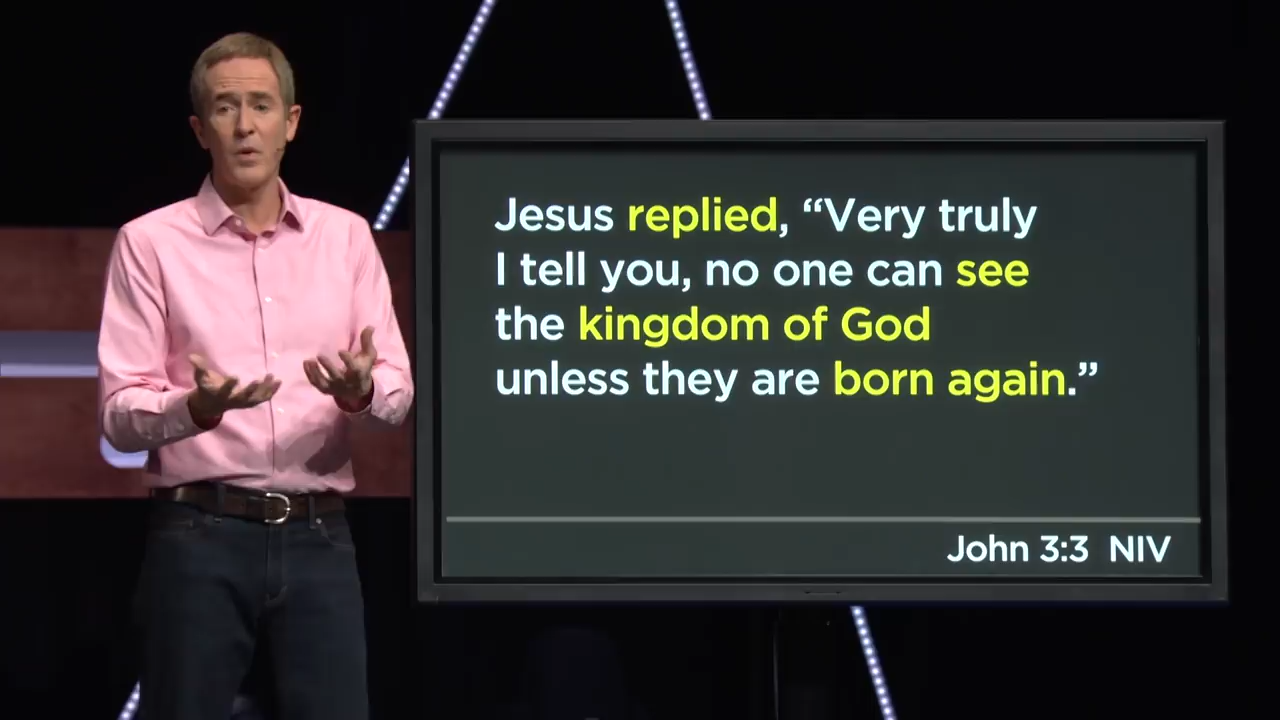 Jesus replied, “Very truly
I tell you, no one can see
the kingdom of God
unless they are born again.”
John 3:3 NIV